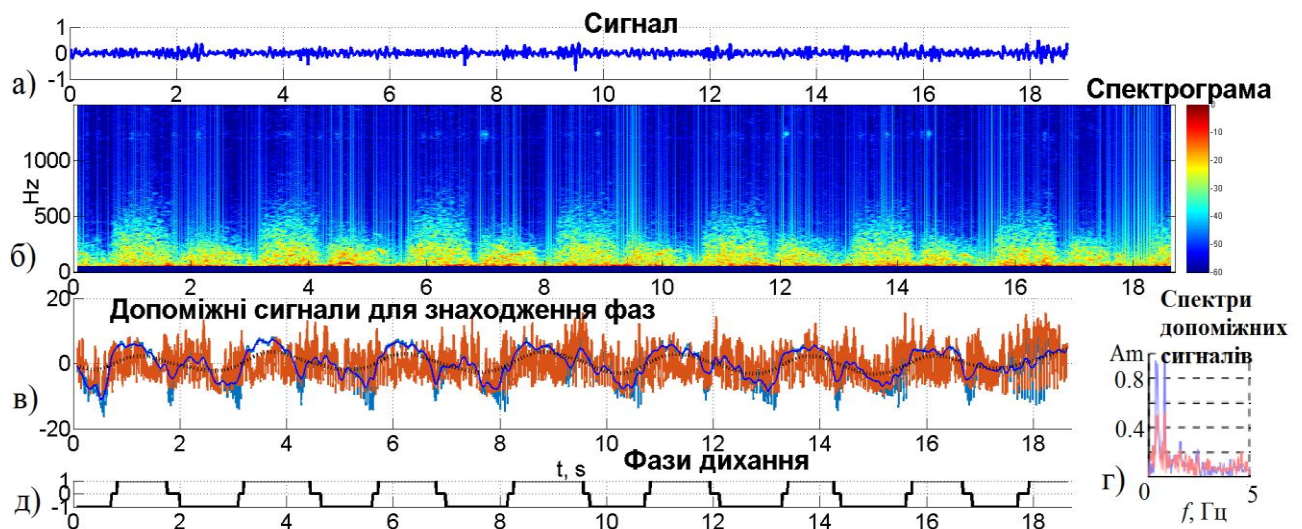 Сигнал
1
0
-1
а)
0 2 4 6 8 10 12 14 16 18
Спектрограма
1000
500
0
Hz
б)
0 2 4 6 8 10 12 14 16 18
0
-10
-20
-30
-40
-50
-60
Допоміжні сигнали для знаходження фаз
20
0
-20
в)
0 2 4 6 8 10 12 14 16 18
t, s
Спектри
допоміжних
сигналів
Am
0.8
0.4
г)
0 5
f, Гц
Фази дихання
1
0
-1
д)
0 2 4 6 8 10 12 14 16 18